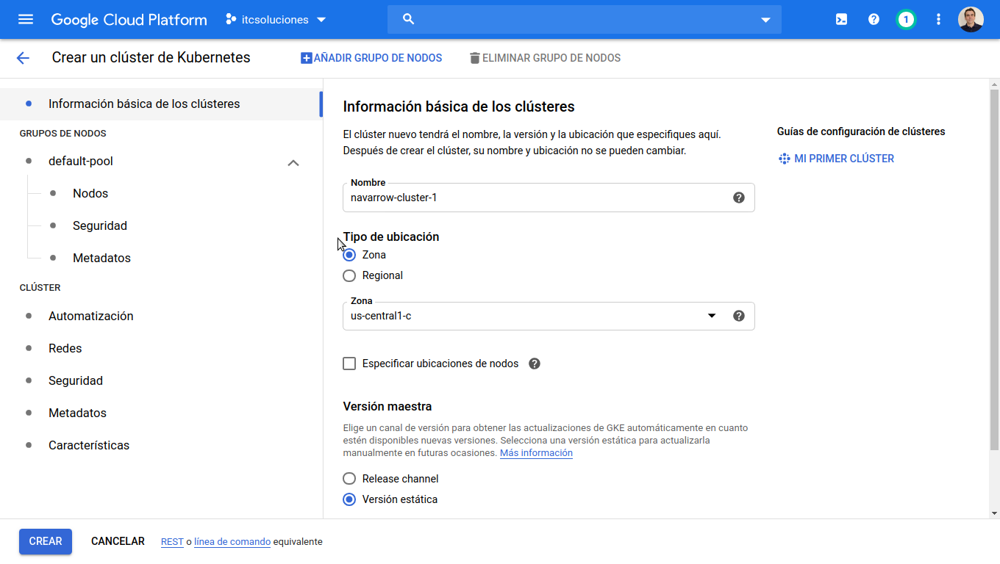 Google Cloud Platform
itcsoluciones
1
Crear un clúster de Kubernetes
AÑADIR GRUPO DE NODOS
ELIMINAR GRUPO DE NODOS
Información básica de los clústeres
GRUPOS DE NODOS
default-pool
Nodos
Seguridad
Metadatos
CLÚSTER
Automatización
Redes
Seguridad
Metadatos
Características
Información básica de los clústeres
El clúster nuevo tendrá el nombre, la versión y la ubicación que especifiques aquí.
Después de crear el clúster, su nombre y ubicación no se pueden cambiar.
Nombre
navarrow-cluster-1
Tipo de ubicación
Zona
Regional
Zona
us-central1-c
Especificar ubicaciones de nodos
Versión maestra
Elige un canal de versión para obtener las actualizaciones de GKE automáticamente en cuanto
estén disponibles nuevas versiones. Selecciona una versión estática para actualizarla
manualmente en futuras ocasiones. Más información
Release channel
Versión estática
Guías de configuración de clústeres
MI PRIMER CLÚSTER
CREAR
CANCELAR
REST o línea de comando equivalente